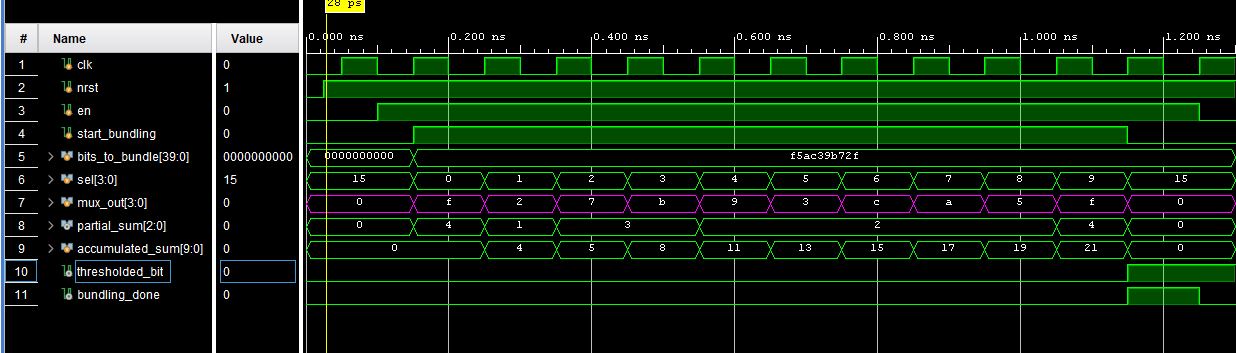 28 ps
# Name Value 0.000 ns 0.200 ns 0.400 ns 0.600 ns 0.800 ns 1.000 ns 1.200 ns
1 clk 0
2 nrst 1
3 en 0
4 start_bundling 0
5 bits_to_bundle[39:0] 0000000000 0000000000 f5ac39b72f
6 sel[3:0] 15 15 0 1 2 3 4 5 6 7 8 9 15
7 mux_out[3:0] 0 0 f 2 7 b 9 3 c a 5 f 0
8 partial_sum[2:0] 0 0 4 1 3 2 4 0
9 accumulated_sum[9:0] 0 0 4 5 8 11 13 15 17 19 21 0
10 thresholded_bit 0
11 bundling_done 0